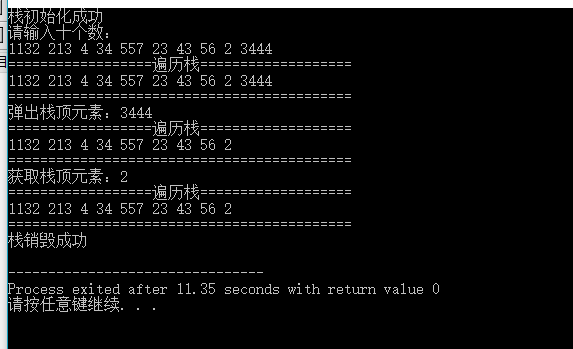 栈初始化成功
请输入十个数：
1132 213 4 34 557 23 43 56 2 3444
==================遍历栈===================
1132 213 4 34 557 23 43 56 2 3444
===========================================
弹出栈顶元素：3444
==================遍历栈===================
1132 213 4 34 557 23 43 56 2
===========================================
获取栈顶元素：2
==================遍历栈===================
1132 213 4 34 557 23 43 56 2
===========================================
栈销毁成功
--------------------------------
Process exited after 11.35 seconds with return value 0
请按任意键继续. . .